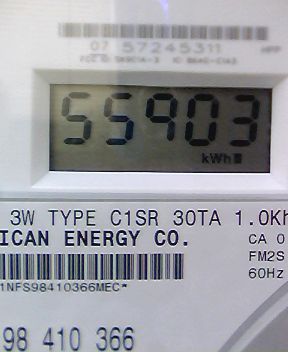 07 57245311
55903
kWh
3W TYPE C1SR 30TA 1.0Kh
ICAN ENERGY CO.
CA 0
FM2S
60Hz
1NFS98410366MEC*
98 410 366